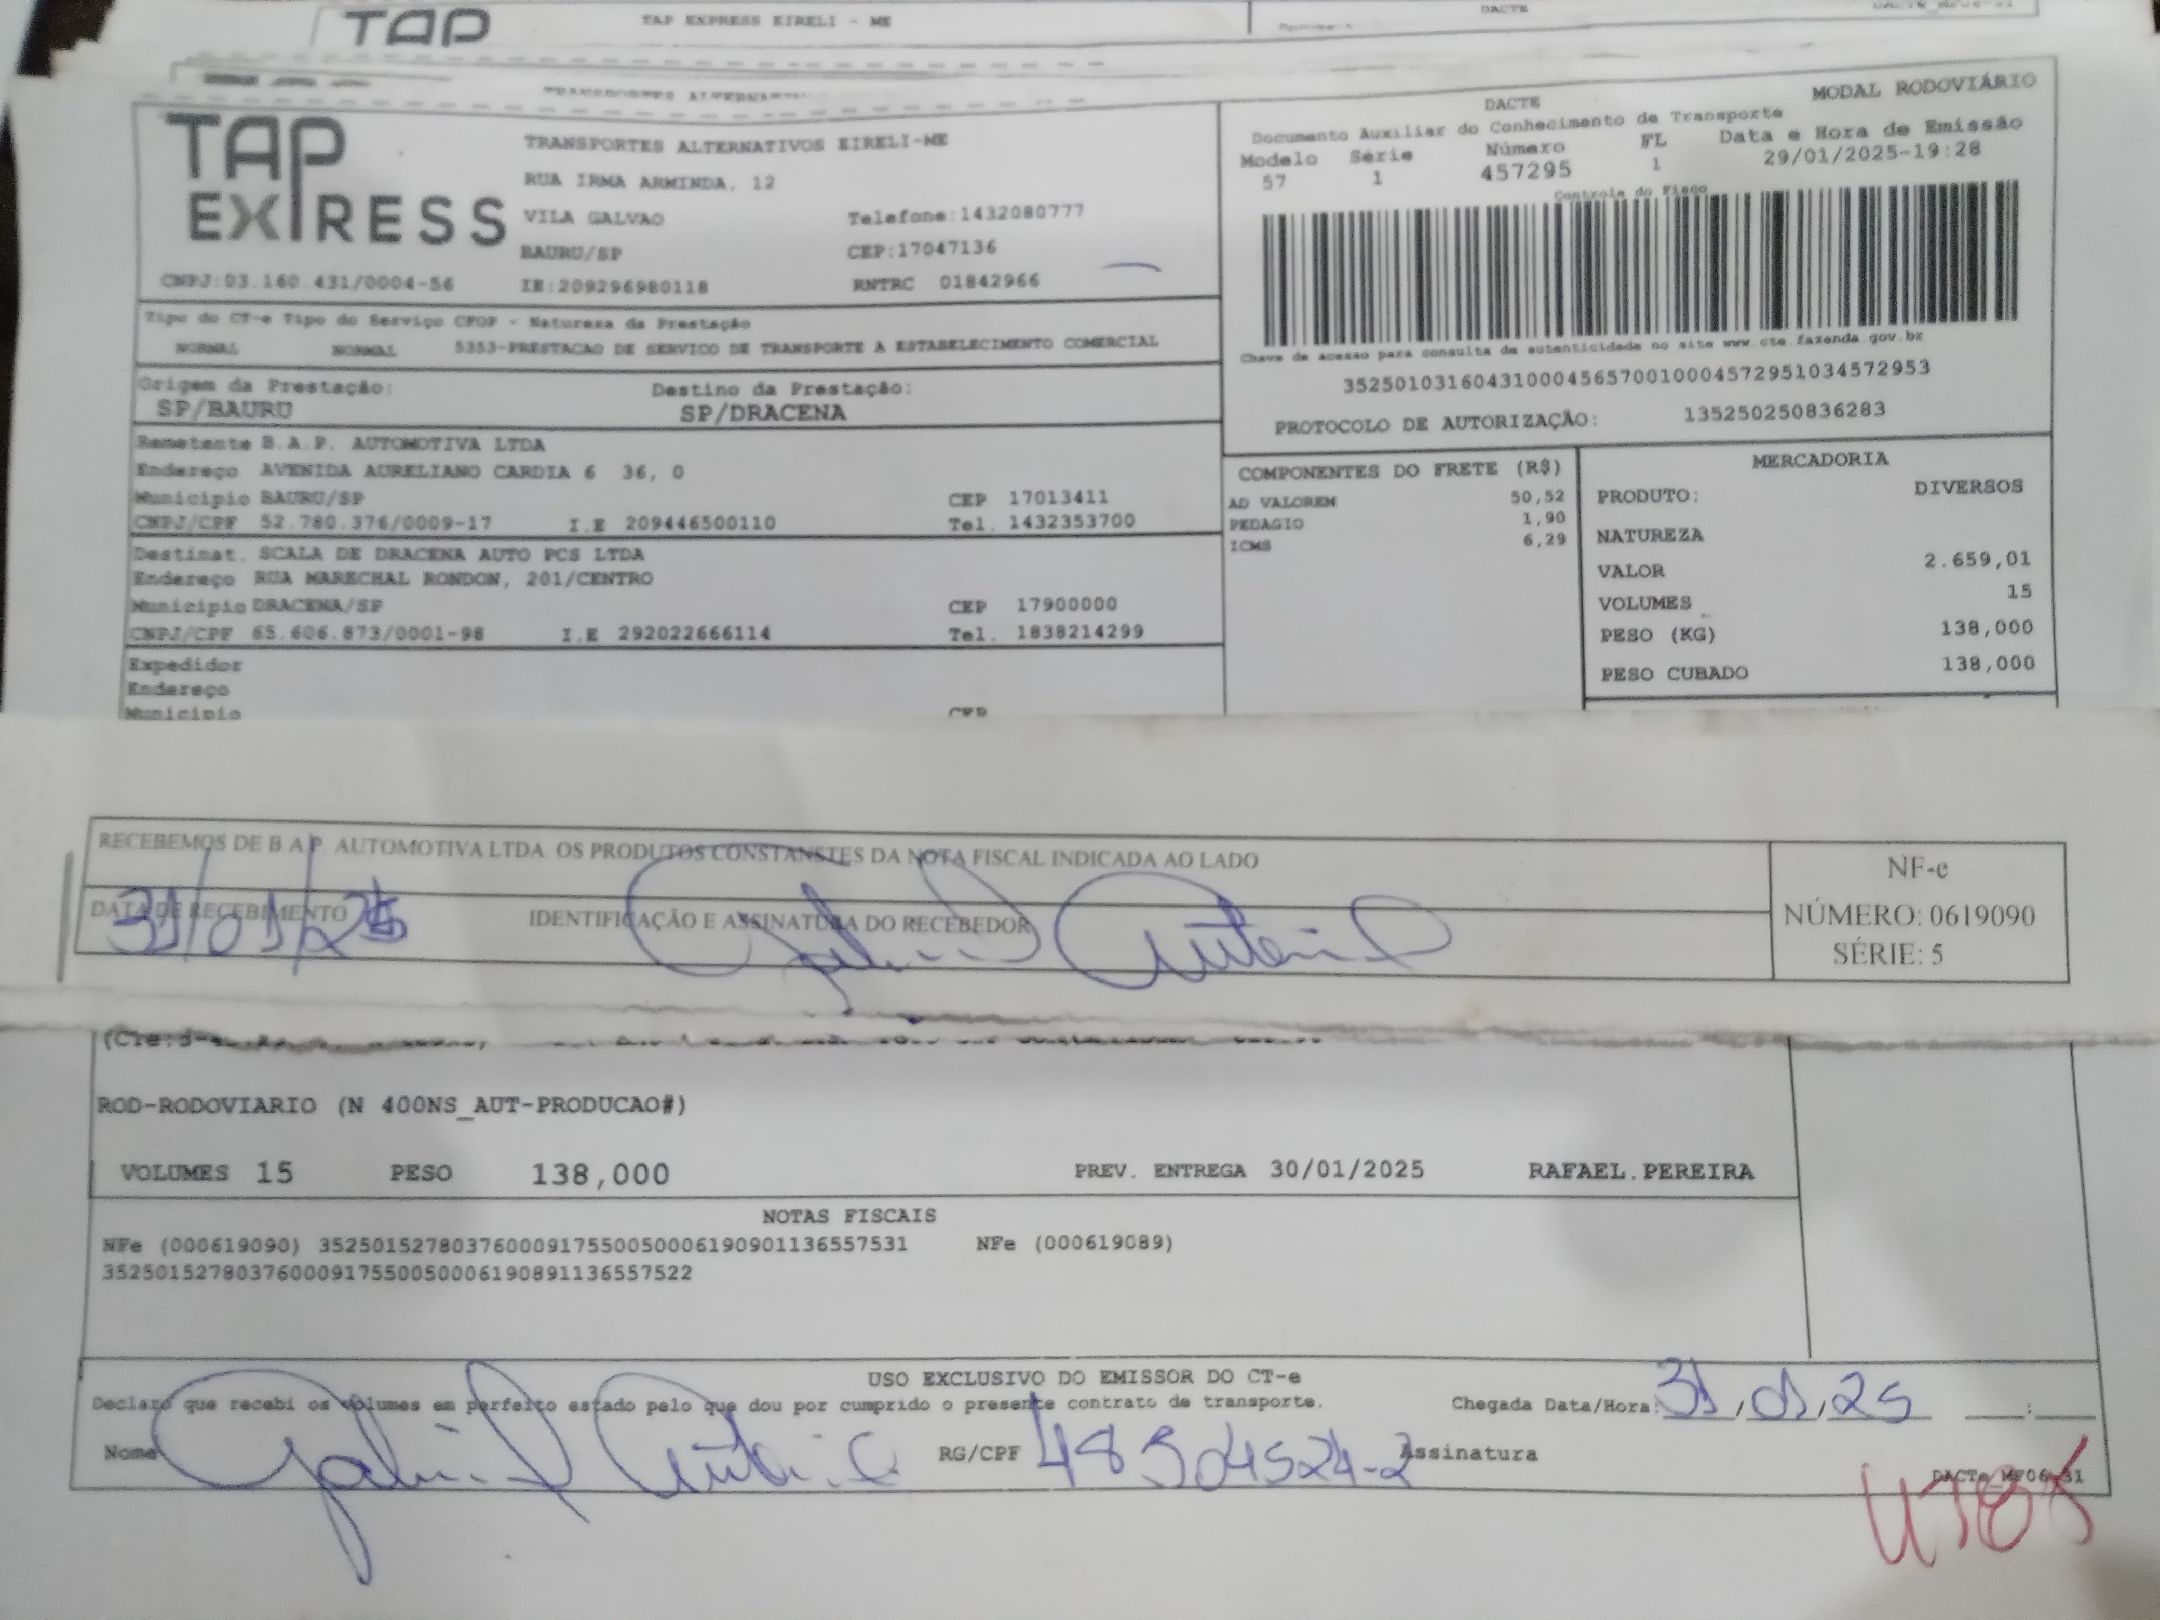 TAP
TAP EXPRESS EIRELI - ME
DACTE
TAP EXPRESS
TRANSPORTES ALTERNATIVOS EIRELI-ME
RUA IRMA ARMINDA, 12
VILA GALVAO Telefone:1432080777
BAURU/SP CEP:17047136
CNPJ:03.160.431/0004-56 IE:209296980118 RNTRC 01842966
DACTE MODAL RODOVIÁRIO
Documento Auxiliar do Conhecimento de Transporte
Modelo Série Número FL Data e Hora de Emissão
57 1 457295 1 29/01/2025-19:28
Controle do Fisco
Chave de acesso para consulta de autenticidade no site www.cte.fazenda.gov.br
35250103160431000456570010004572951034572953
PROTOCOLO DE AUTORIZAÇÃO: 135250250836283
Tipo do CT-e Tipo do Serviço CFOP - Natureza da Prestação
NORMAL NORMAL 5353-PRESTACAO DE SERVICO DE TRANSPORTE A ESTABELECIMENTO COMERCIAL
Origem da Prestação: Destino da Prestação:
SP/BAURU SP/DRACENA
Remetente B.A.P. AUTOMOTIVA LTDA
Endereço AVENIDA AURELIANO CARDIA 6 36, 0
Municipio BAURU/SP CEP 17013411
CNPJ/CPF 52.780.376/0009-17 I.E 209446500110 Tel. 1432353700
Destinat. SCALA DE DRACENA AUTO PCS LTDA
Endereço RUA MARECHAL RONDON, 201/CENTRO
Municipio DRACENA/SP CEP 17900000
CNPJ/CPF 65.606.873/0001-98 I.E 292022666114 Tel. 1838214299
Expedidor
Endereço
Municipio CEP
COMPONENTES DO FRETE (R$)
AD VALOREM 50,52
PEDAGIO 1,90
ICMS 6,29
MERCADORIA
PRODUTO: DIVERSOS
NATUREZA
VALOR 2.659,01
VOLUMES 15
PESO (KG) 138,000
PESO CUBADO 138,000
RECEBEMOS DE B A P AUTOMOTIVA LTDA OS PRODUTOS CONSTANSTES DA NOTA FISCAL INDICADA AO LADO
DATA DE RECEBIMENTO IDENTIFICAÇÃO E ASSINATURA DO RECEBEDOR
31/01/25 Gabriel Antonio
NF-e
NÚMERO: 0619090
SÉRIE: 5
ROD-RODOVIARIO (N 400NS_AUT-PRODUCAO#)
VOLUMES 15 PESO 138,000 PREV. ENTREGA 30/01/2025 RAFAEL.PEREIRA
NOTAS FISCAIS
NFe (000619090) 35250152780376000917550050006190901136557531 NFe (000619089)
35250152780376000917550050006190891136557522
USO EXCLUSIVO DO EMISSOR DO CT-e
Declaro que recebi os volumes em perfeito estado pelo que dou por cumprido o presente contrato de transporte. Chegada Data/Hora: 31,01,25 :
Nome Gabriel Antonio RG/CPF 48504524-2 Assinatura